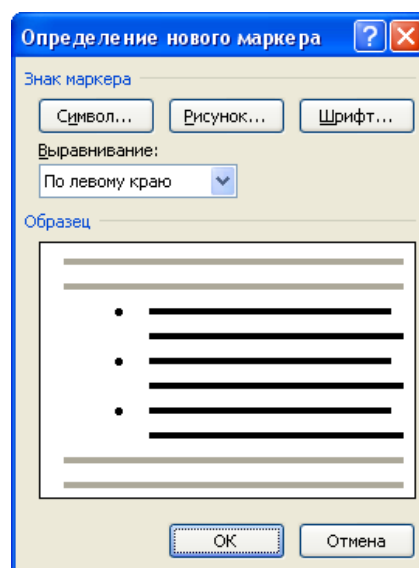 Определение нового маркера
Знак маркера
Символ... Рисунок... Шрифт...
Выравнивание:
По левому краю
Образец
ОК Отмена